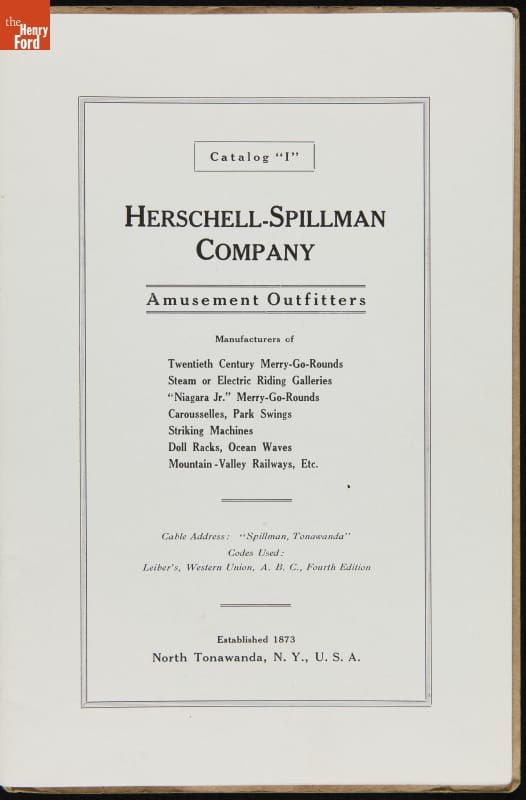 the
Henry
Ford
Catalog "I"
HERSCHELL-SPILLMAN
COMPANY
Amusement Outfitters
Manufacturers of
Twentieth Century Merry-Go-Rounds
Steam or Electric Riding Galleries
"Niagara Jr." Merry-Go-Rounds
Carousselles, Park Swings
Striking Machines
Doll Racks, Ocean Waves
Mountain-Valley Railways, Etc.
Cable Address: "Spillman, Tonawanda"
Codes Used:
Leiber's, Western Union, A. B. C., Fourth Edition
Established 1873
North Tonawanda, N. Y., U. S. A.